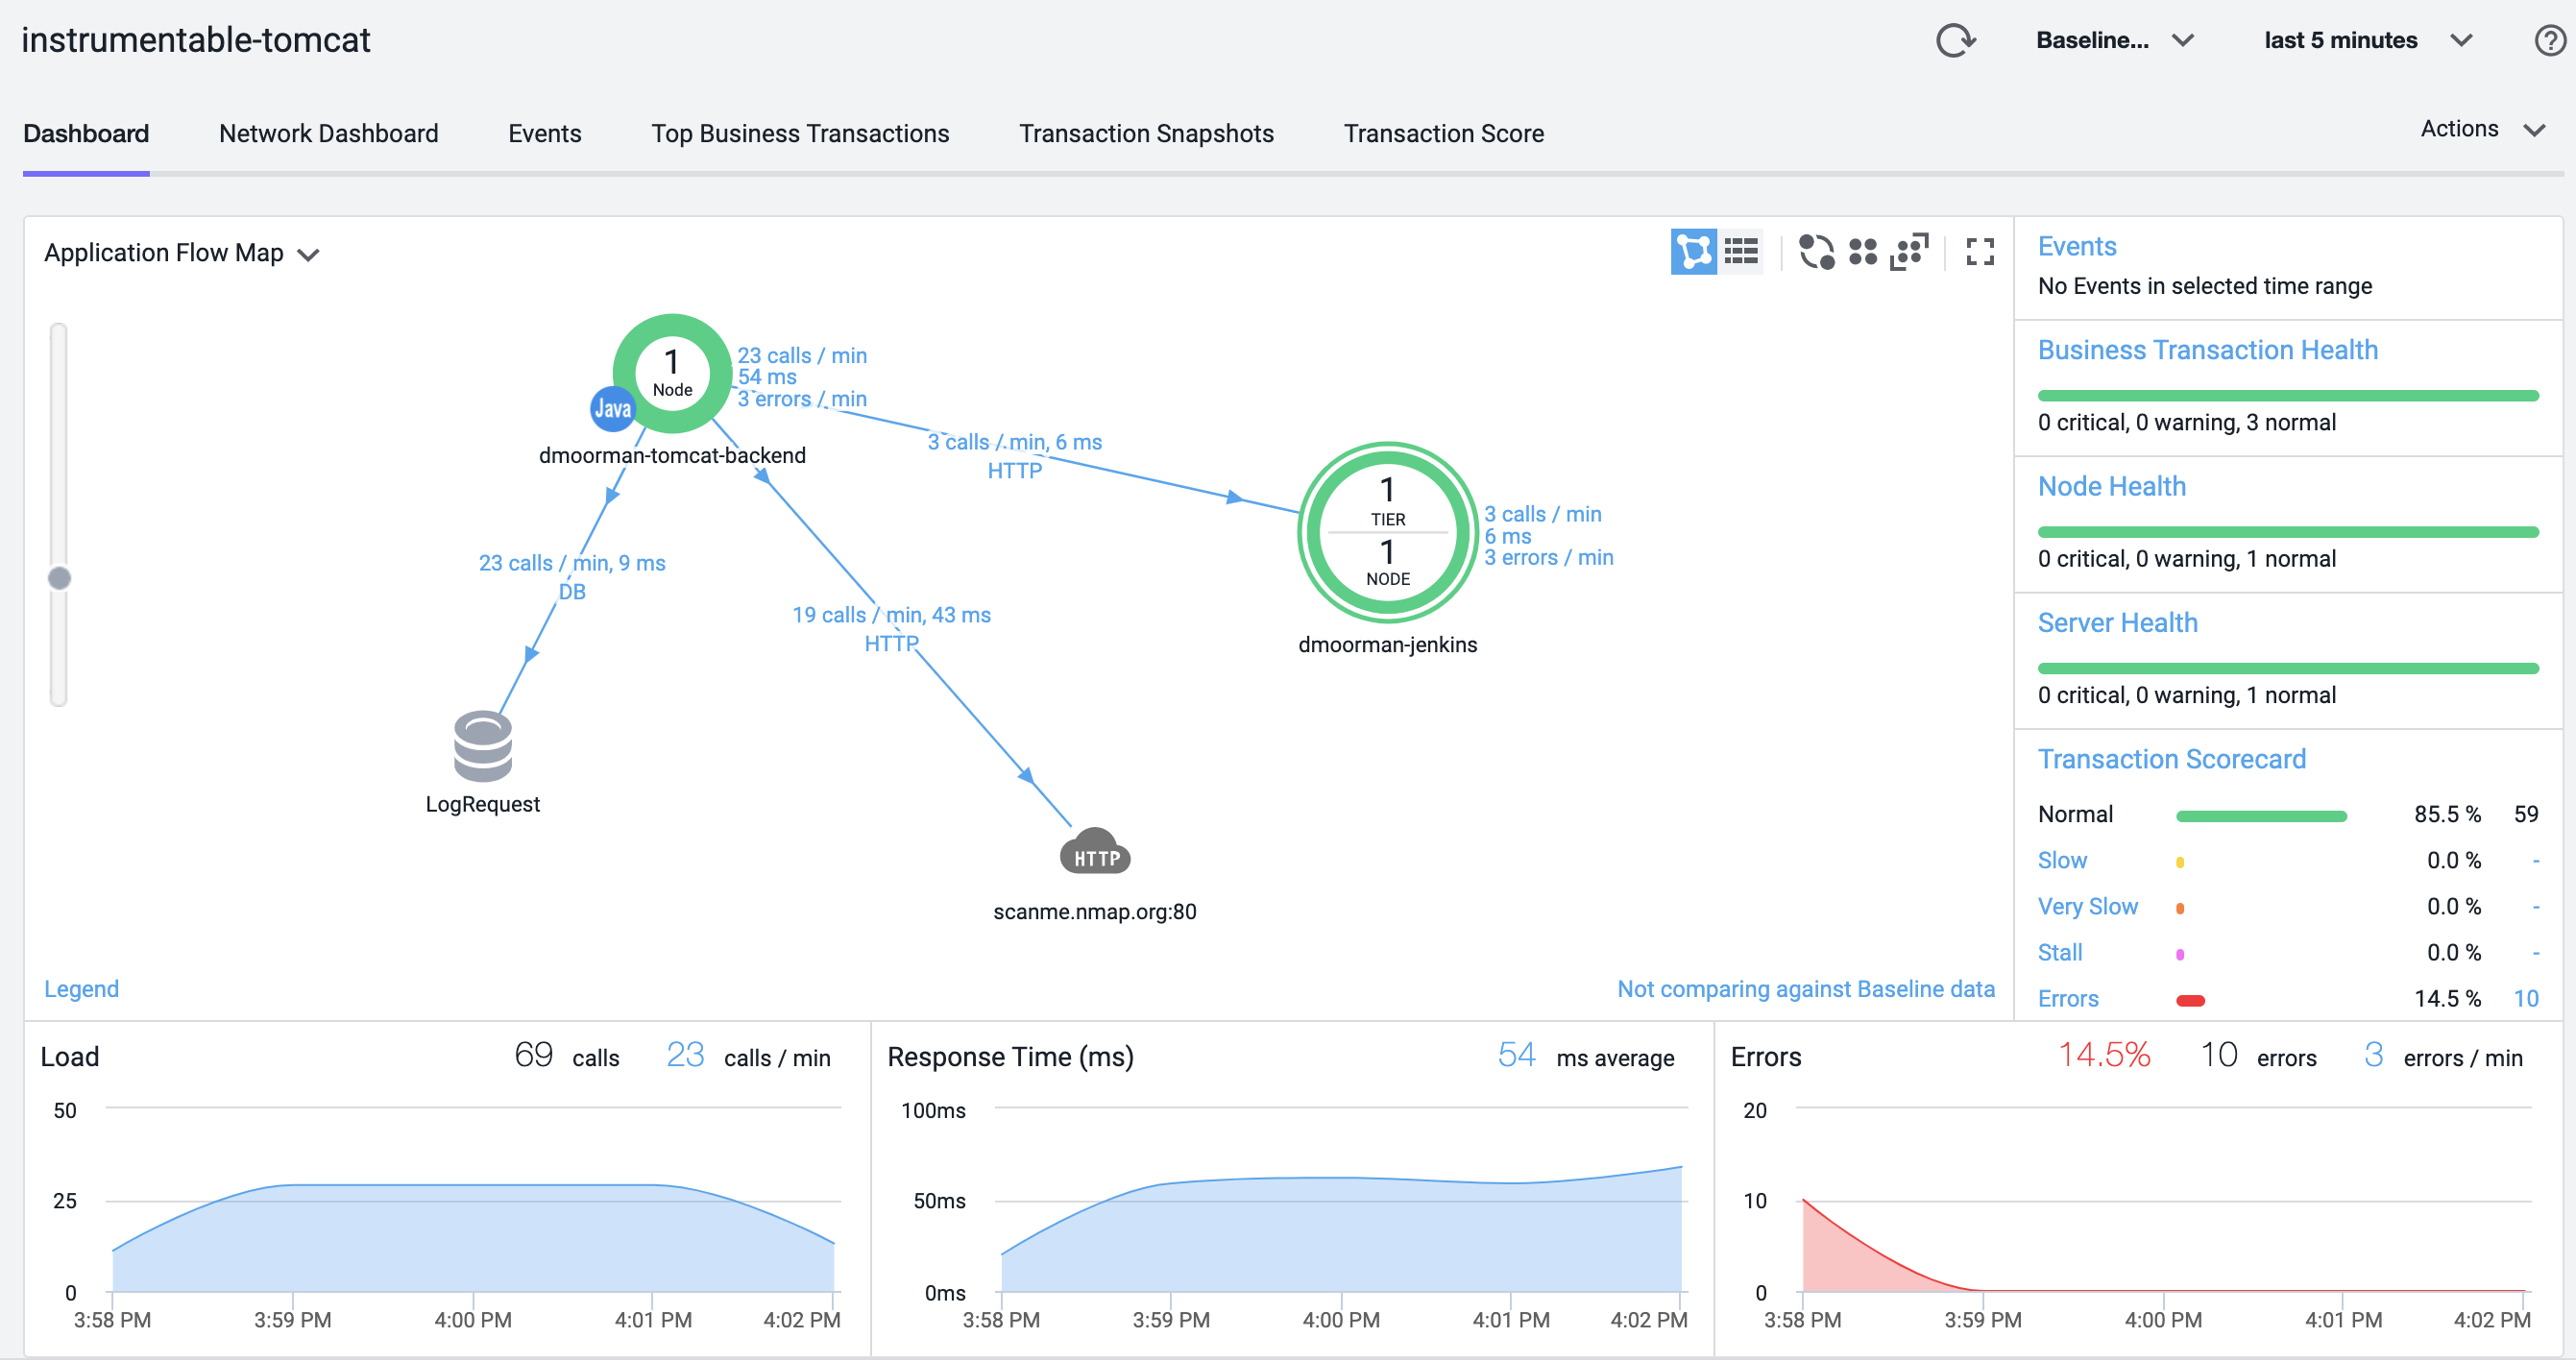 instrumentable-tomcat
Baseline...
last 5 minutes
Dashboard
Network Dashboard
Events
Top Business Transactions
Transaction Snapshots
Transaction Score
Actions
Application Flow Map
1
Node
Java
23 calls / min
54 ms
3 errors / min
dmoorman-tomcat-backend
3 calls / min, 6 ms
HTTP
1
TIER
1
NODE
3 calls / min
6 ms
3 errors / min
dmoorman-jenkins
23 calls / min, 9 ms
DB
19 calls / min, 43 ms
HTTP
LogRequest
HTTP
scanme.nmap.org:80
Legend
Not comparing against Baseline data
Events
No Events in selected time range
Business Transaction Health
0 critical, 0 warning, 3 normal
Node Health
0 critical, 0 warning, 1 normal
Server Health
0 critical, 0 warning, 1 normal
Transaction Scorecard
Normal 85.5 % 59
Slow 0.0 % -
Very Slow 0.0 % -
Stall 0.0 % -
Errors 14.5 % 10
Load 69 calls 23 calls / min
50
25
0
3:58 PM 3:59 PM 4:00 PM 4:01 PM 4:02 PM
Response Time (ms) 54 ms average
100ms
50ms
0ms
3:58 PM 3:59 PM 4:00 PM 4:01 PM 4:02 PM
Errors 14.5% 10 errors 3 errors / min
20
10
0
3:58 PM 3:59 PM 4:00 PM 4:01 PM 4:02 PM